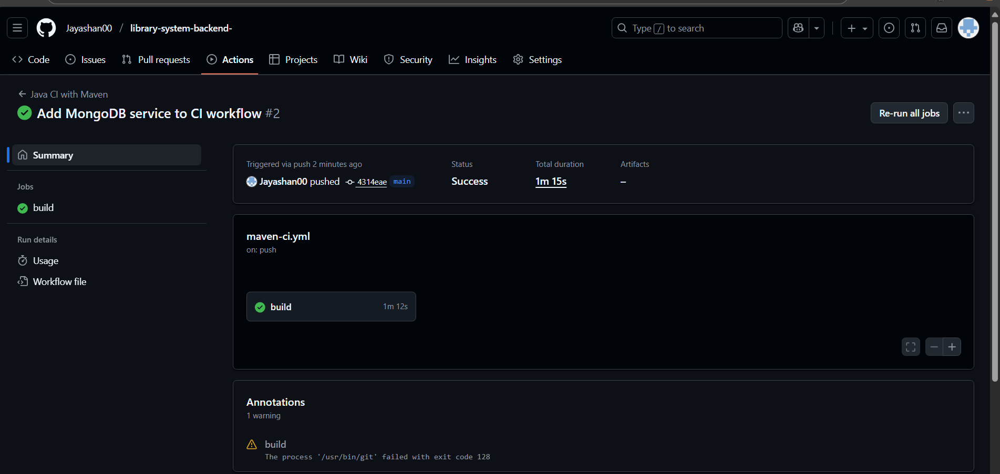 Jayashan00 / library-system-backend-
Type / to search
Code Issues Pull requests Actions Projects Wiki Security Insights Settings
Java CI with Maven
Add MongoDB service to CI workflow #2
Re-run all jobs
Summary
Jobs
build
Run details
Usage
Workflow file
Triggered via push 2 minutes ago
Jayashan00 pushed 4314eae main
Status
Success
Total duration
1m 15s
Artifacts
–
maven-ci.yml
on: push
build 1m 12s
Annotations
1 warning
build
The process '/usr/bin/git' failed with exit code 128